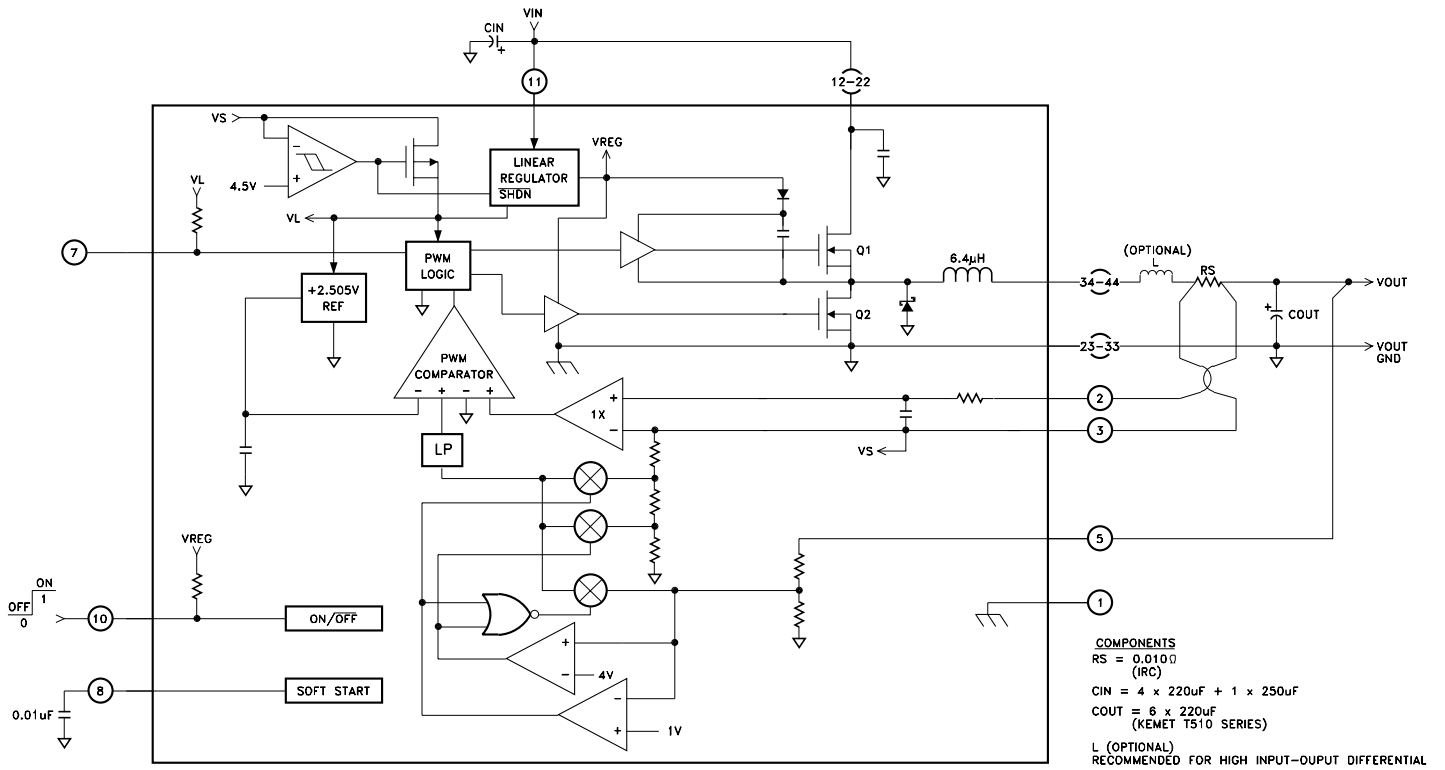 VIN
CIN
+
11
12-22
VS
−
+
4.5V
LINEAR
REGULATOR
SHDN
VREG
VL
VL
7
PWM
LOGIC
+2.505V
REF
Q1
Q2
6.4µH
34-44
(OPTIONAL)
L
RS
+
COUT
VOUT
23-33
VOUT
GND
PWM
COMPARATOR
− + − +
1X
+
−
2
3
VS
LP
5
1
VREG
ON
OFF 1
0
10
ON/OFF
8
SOFT START
0.01uF
+
−
4V
−
+
1V
COMPONENTS
RS = 0.010Ω
(IRC)
CIN = 4 x 220uF + 1 x 250uF
COUT = 6 x 220uF
(KEMET T510 SERIES)
L (OPTIONAL)
RECOMMENDED FOR HIGH INPUT-OUPUT DIFFERENTIAL